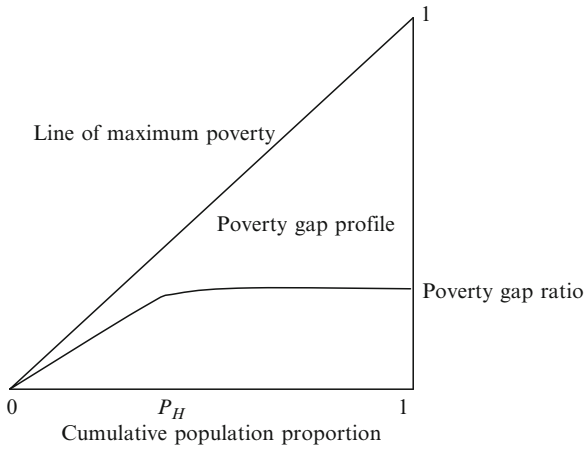 1
Line of maximum poverty
Poverty gap profile
Poverty gap ratio
0 P_H 1
Cumulative population proportion